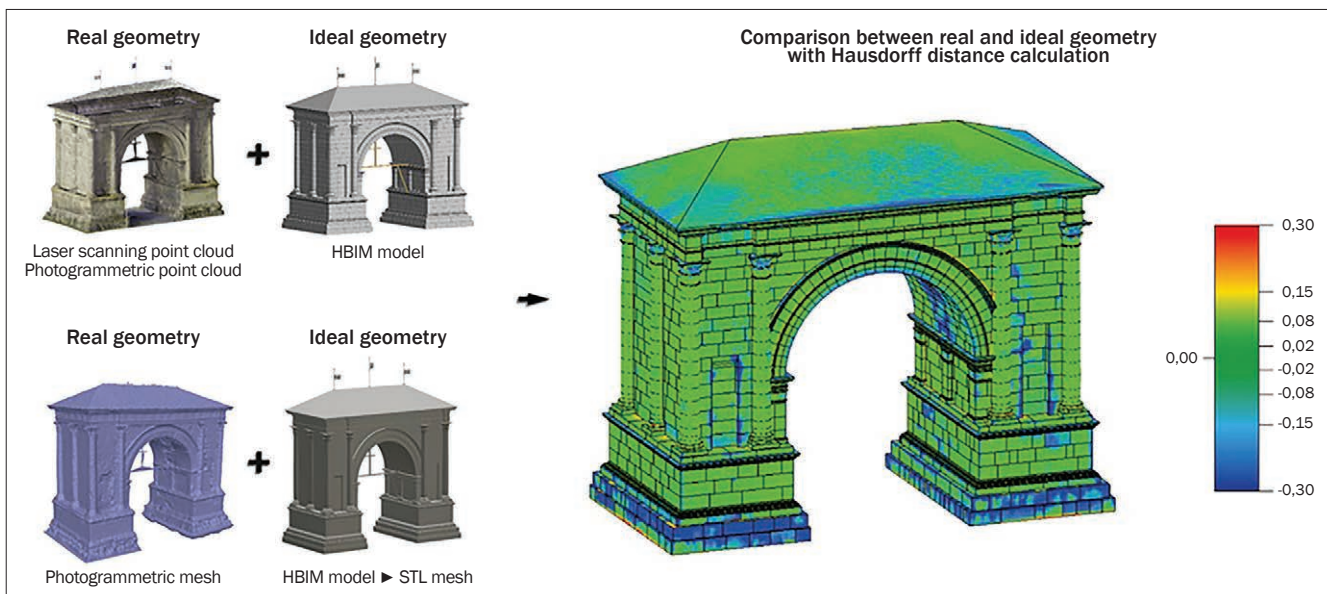 Real geometry
Ideal geometry
Laser scanning point cloud
Photogrammetric point cloud
HBIM model
Real geometry
Ideal geometry
Photogrammetric mesh
HBIM model ► STL mesh
Comparison between real and ideal geometry
with Hausdorff distance calculation
0,30
0,15
0,08
0,02
0,00
-0,02
-0,08
-0,15
-0,30